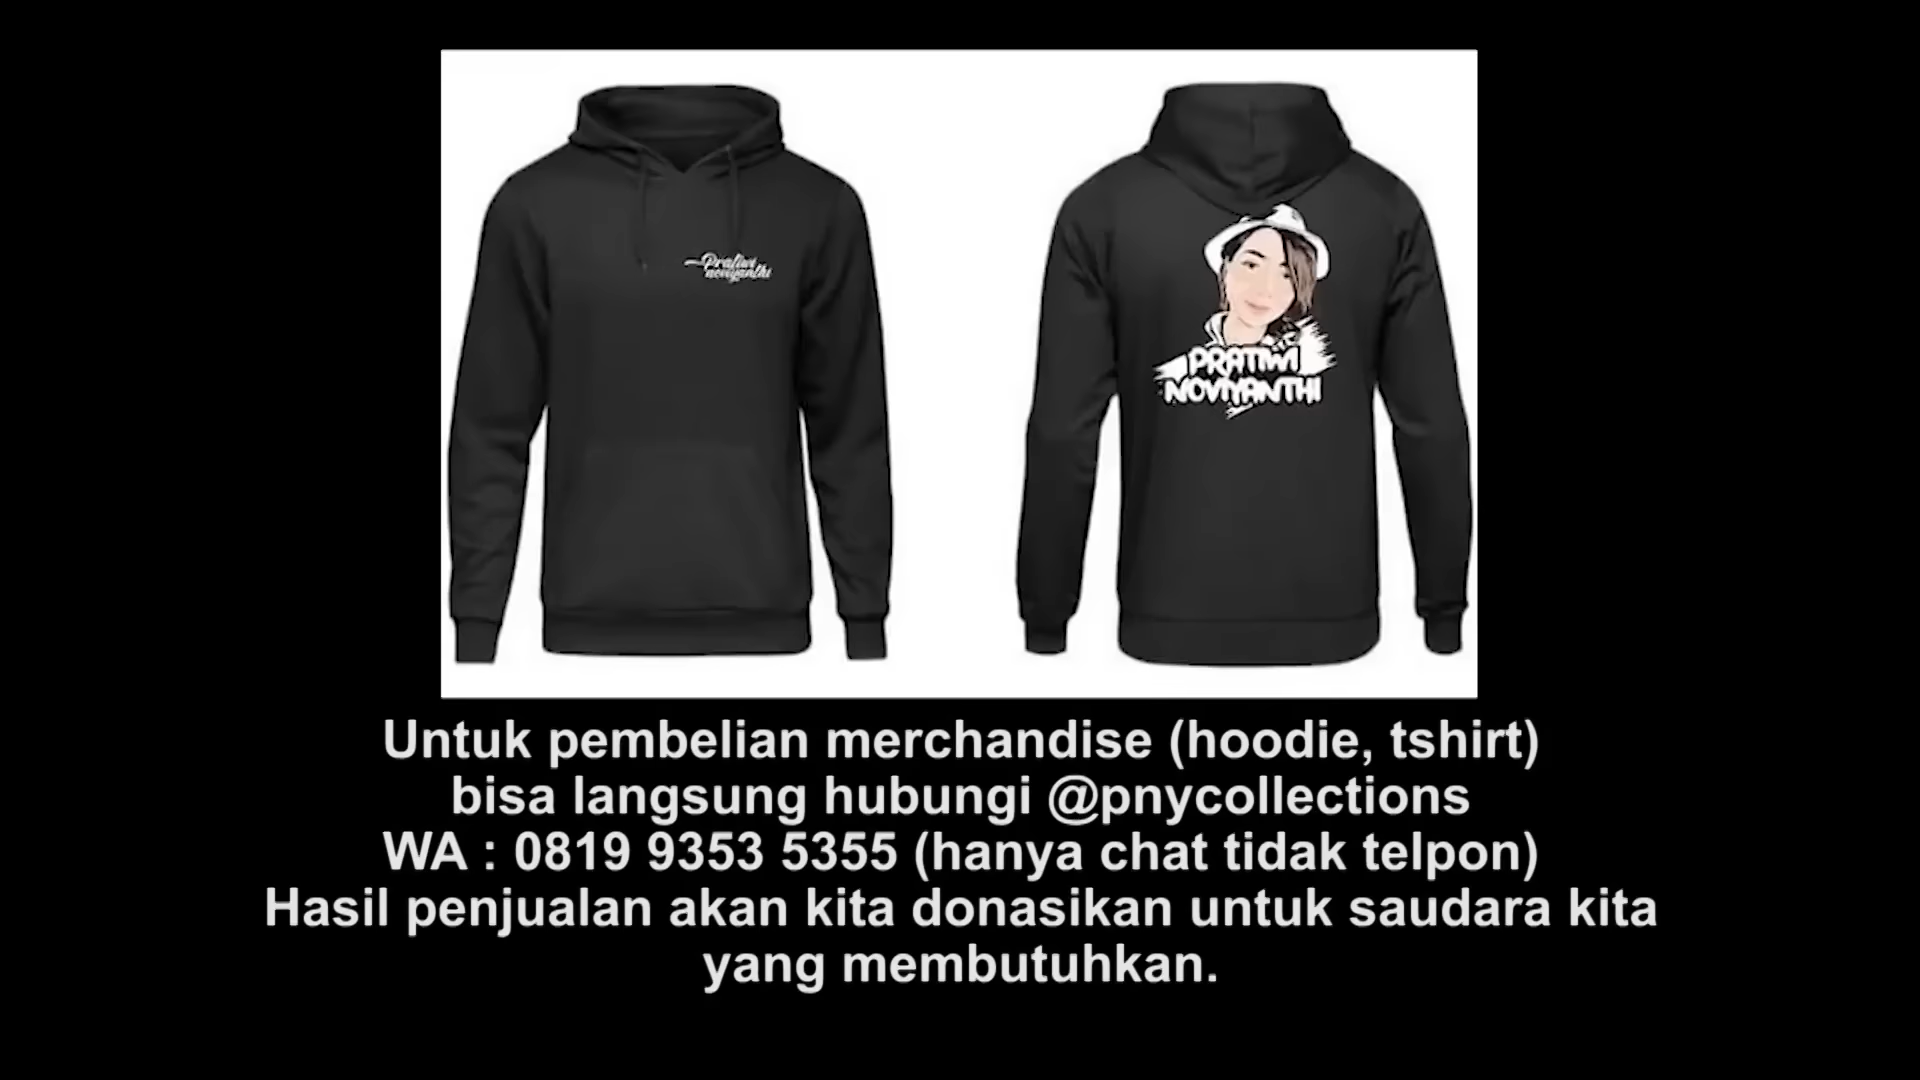 Pratiwi
noviyanthi
PRATIWI
NOVIYANTHI
Untuk pembelian merchandise (hoodie, tshirt)
bisa langsung hubungi @pnycollections
WA : 0819 9353 5355 (hanya chat tidak telpon)
Hasil penjualan akan kita donasikan untuk saudara kita
yang membutuhkan.